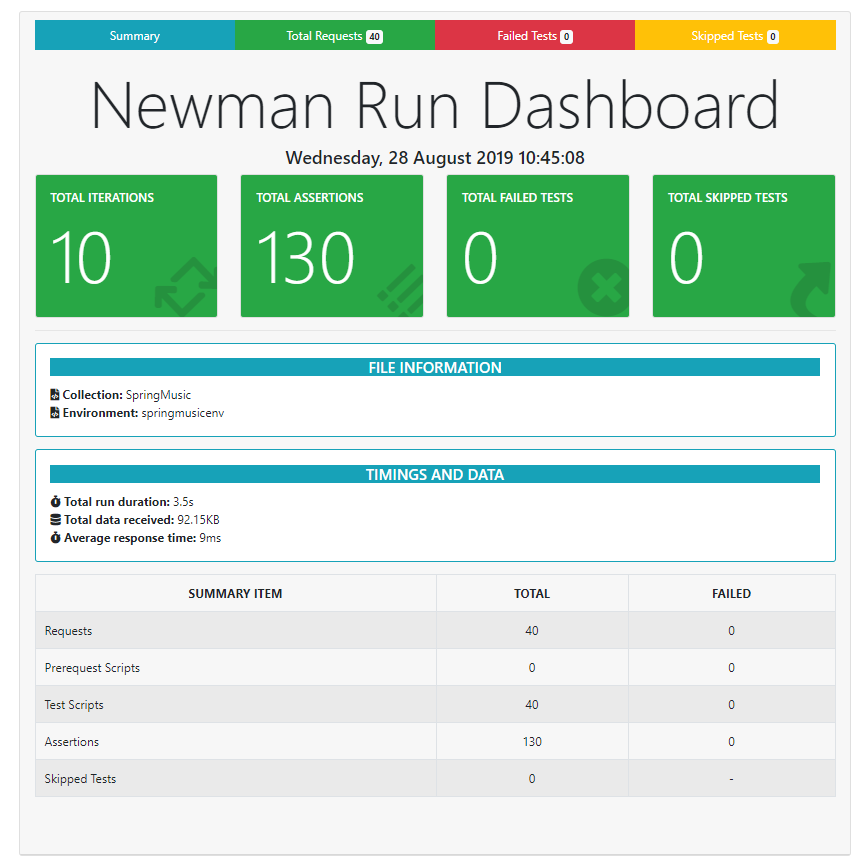 Summary Total Requests 40 Failed Tests 0 Skipped Tests 0
Newman Run Dashboard
Wednesday, 28 August 2019 10:45:08
TOTAL ITERATIONS TOTAL ASSERTIONS TOTAL FAILED TESTS TOTAL SKIPPED TESTS
10 130 0 0
FILE INFORMATION
Collection: SpringMusic
Environment: springmusicenv
TIMINGS AND DATA
Total run duration: 3.5s
Total data received: 92.15KB
Average response time: 9ms
SUMMARY ITEM TOTAL FAILED
Requests 40 0
Prerequest Scripts 0 0
Test Scripts 40 0
Assertions 130 0
Skipped Tests 0 -